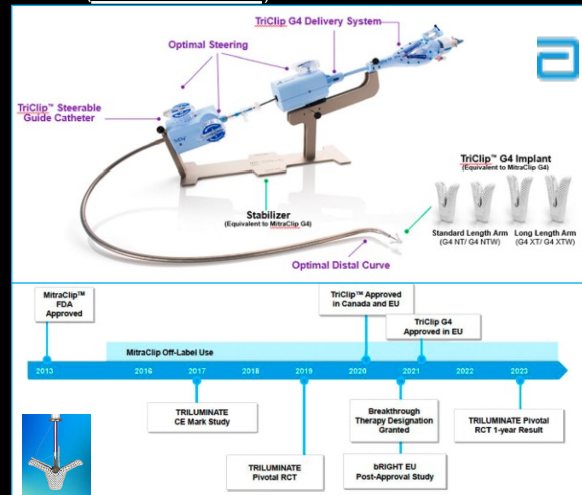 TriClip G4 Delivery System
Optimal Steering
TriClip™ Steerable
Guide Catheter
TriClip™ G4 Implant
(Equivalent to MitraClip G4)
Stabilizer
(Equivalent to MitraClip G4)
Standard Length Arm
(G4 NT/ G4 NTW)
Long Length Arm
(G4 XT/ G4 XTW)
Optimal Distal Curve
MitraClip™
FDA
Approved
TriClip™ Approved
in Canada and EU
TriClip G4
Approved in EU
MitraClip Off-Label Use
2013 2016 2017 2018 2019 2020 2021 2022 2023
TRILUMINATE
CE Mark Study
Breakthrough
Therapy Designation
Granted
TRILUMINATE Pivotal
RCT 1-year Result
TRILUMINATE
Pivotal RCT
bRIGHT EU
Post-Approval Study